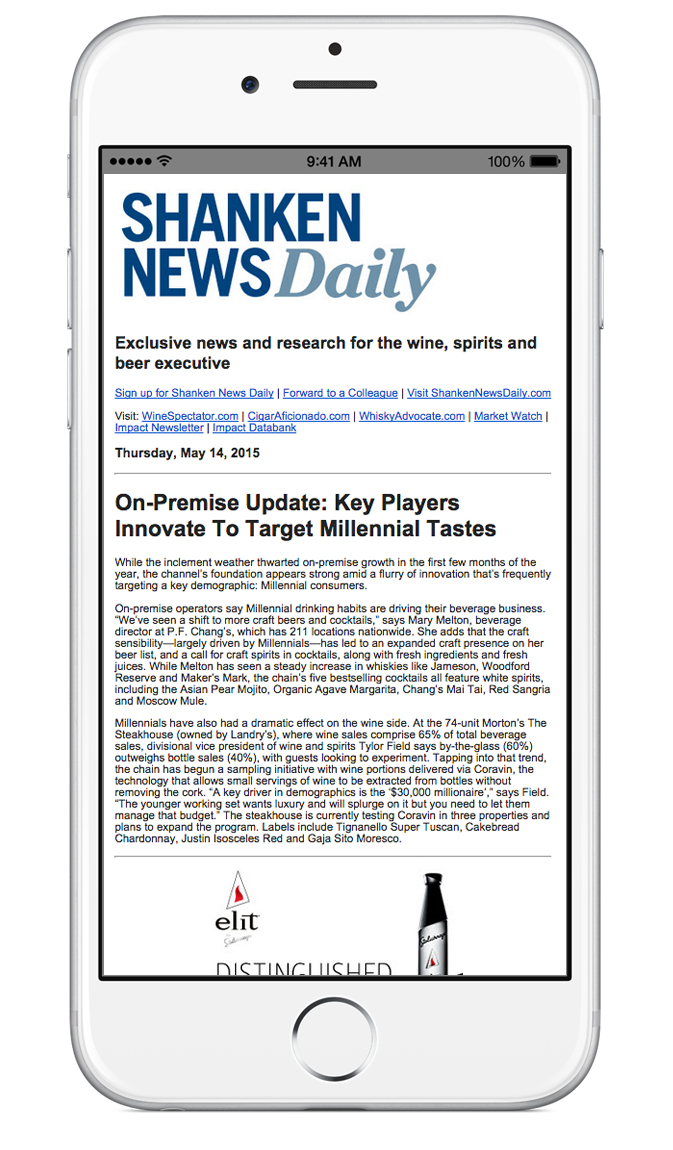 9:41 AM 100%
SHANKEN
NEWS Daily
Exclusive news and research for the wine, spirits and
beer executive
Sign up for Shanken News Daily | Forward to a Colleague | Visit ShankenNewsDaily.com
Visit: WineSpectator.com | CigarAficionado.com | WhiskyAdvocate.com | Market Watch |
Impact Newsletter | Impact Databank
Thursday, May 14, 2015
On-Premise Update: Key Players
Innovate To Target Millennial Tastes
While the inclement weather thwarted on-premise growth in the first few months of the
year, the channel's foundation appears strong amid a flurry of innovation that's frequently
targeting a key demographic: Millennial consumers.
On-premise operators say Millennial drinking habits are driving their beverage business.
“We've seen a shift to more craft beers and cocktails,” says Mary Melton, beverage
director at P.F. Chang's, which has 211 locations nationwide. She adds that the craft
sensibility—largely driven by Millennials—has led to an expanded craft presence on her
beer list, and a call for craft spirits in cocktails, along with fresh ingredients and fresh
juices. While Melton has seen a steady increase in whiskies like Jameson, Woodford
Reserve and Maker's Mark, the chain's five bestselling cocktails all feature white spirits,
including the Asian Pear Mojito, Organic Agave Margarita, Chang's Mai Tai, Red Sangria
and Moscow Mule.
Millennials have also had a dramatic effect on the wine side. At the 74-unit Morton's The
Steakhouse (owned by Landry's), where wine sales comprise 65% of total beverage
sales, divisional vice president of wine and spirits Tylor Field says by-the-glass (60%)
outweighs bottle sales (40%), with guests looking to experiment. Tapping into that trend,
the chain has begun a sampling initiative with wine portions delivered via Coravin, the
technology that allows small servings of wine to be extracted from bottles without
removing the cork. “A key driver in demographics is the ‘$30,000 millionaire’,” says Field.
“The younger working set wants luxury and will splurge on it but you need to let them
manage that budget.” The steakhouse is currently testing Coravin in three properties and
plans to expand the program. Labels include Tignanello Super Tuscan, Cakebread
Chardonnay, Justin Isosceles Red and Gaja Sito Moresco.
elit
DISTINGUISHED